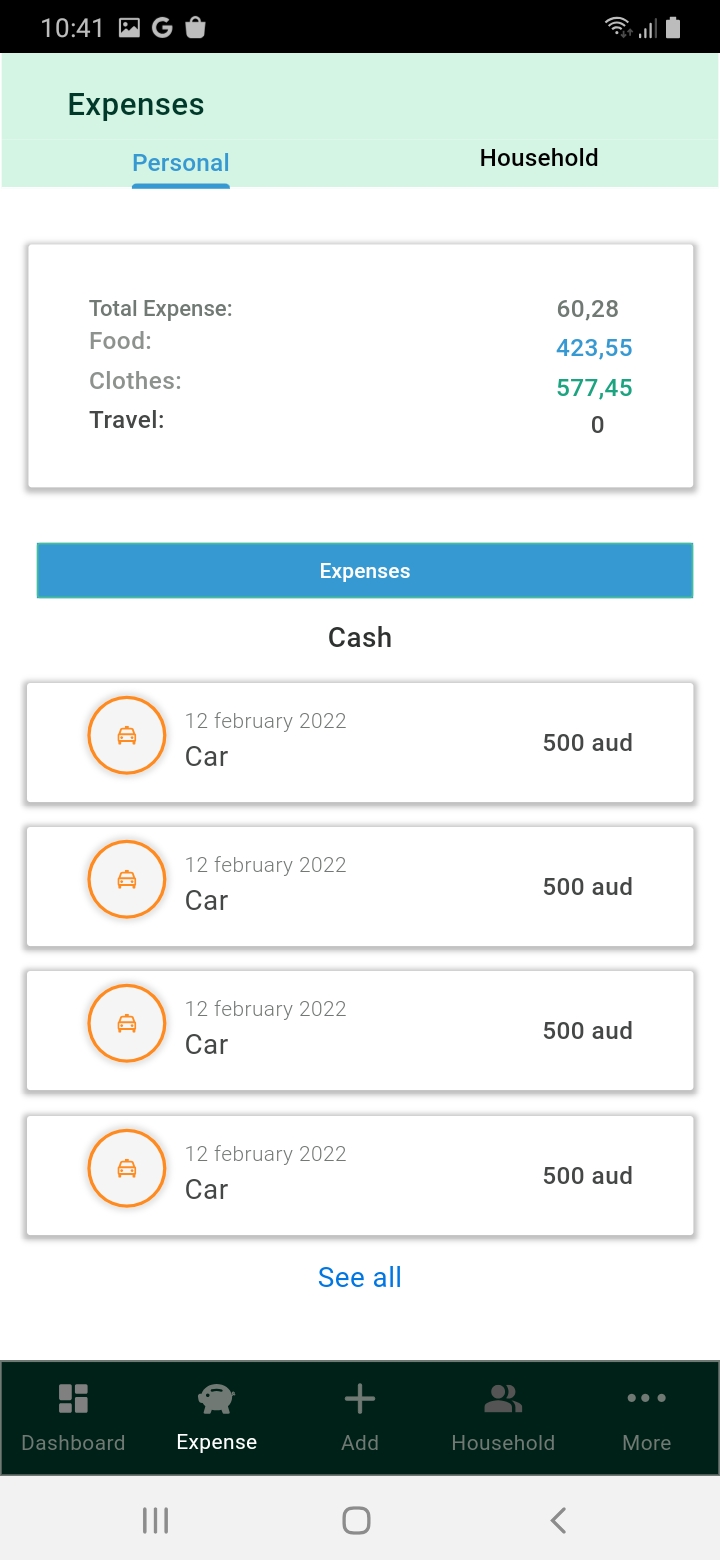 10:41
Expenses
Personal
Household
Total Expense: 60,28
Food: 423,55
Clothes: 577,45
Travel: 0
Expenses
Cash
12 february 2022
Car
500 aud
12 february 2022
Car
500 aud
12 february 2022
Car
500 aud
12 february 2022
Car
500 aud
See all
Dashboard Expense Add Household More